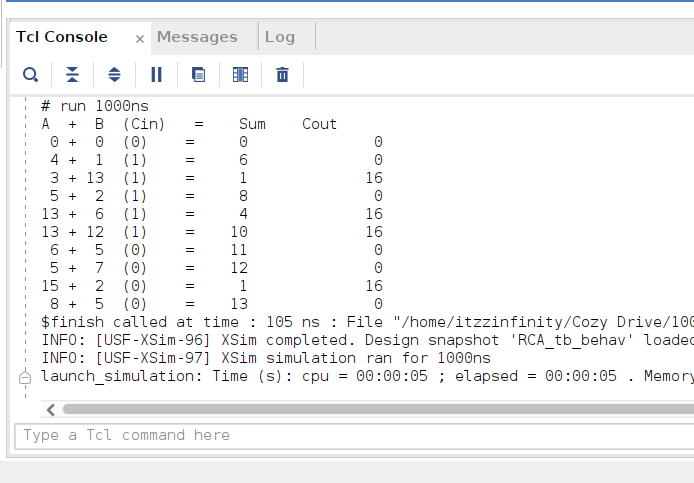 Tcl Console × Messages Log
# run 1000ns
A + B (Cin) = Sum Cout
0 + 0 (0) = 0 0
4 + 1 (1) = 6 0
3 + 13 (1) = 1 16
5 + 2 (1) = 8 0
13 + 6 (1) = 4 16
13 + 12 (1) = 10 16
6 + 5 (0) = 11 0
5 + 7 (0) = 12 0
15 + 2 (0) = 1 16
8 + 5 (0) = 13 0
$finish called at time : 105 ns : File "/home/itzzinfinity/Cozy Drive/100
INFO: [USF-XSim-96] XSim completed. Design snapshot 'RCA_tb_behav' loaded
INFO: [USF-XSim-97] XSim simulation ran for 1000ns
launch_simulation: Time (s): cpu = 00:00:05 ; elapsed = 00:00:05 . Memory
Type a Tcl command here